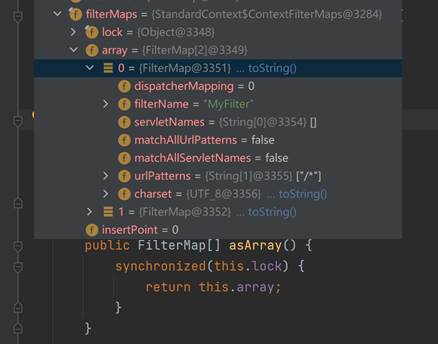 filterMaps = {StandardContext$ContextFilterMaps@3284}
lock = {Object@3348}
array = {FilterMap[2]@3349}
0 = {FilterMap@3351} ... toString()
dispatcherMapping = 0
filterName = "MyFilter"
servletNames = {String[0]@3354} []
matchAllUrlPatterns = false
matchAllServletNames = false
urlPatterns = {String[1]@3355} ["/*"]
charset = {UTF_8@3356} ... toString()
1 = {FilterMap@3352} ... toString()
insertPoint = 0
public FilterMap[] asArray() {
synchronized(this.lock) {
return this.array;
}
}